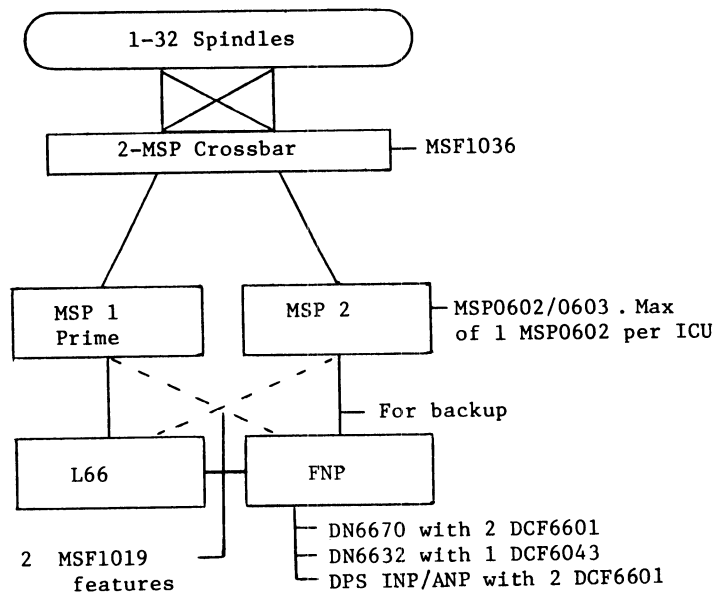 1-32 Spindles
2-MSP Crossbar
MSF1036
MSP 1
Prime
MSP 2
MSP0602/0603 . Max
of 1 MSP0602 per ICU
For backup
L66
FNP
2 MSF1019
features
DN6670 with 2 DCF6601
DN6632 with 1 DCF6043
DPS INP/ANP with 2 DCF6601